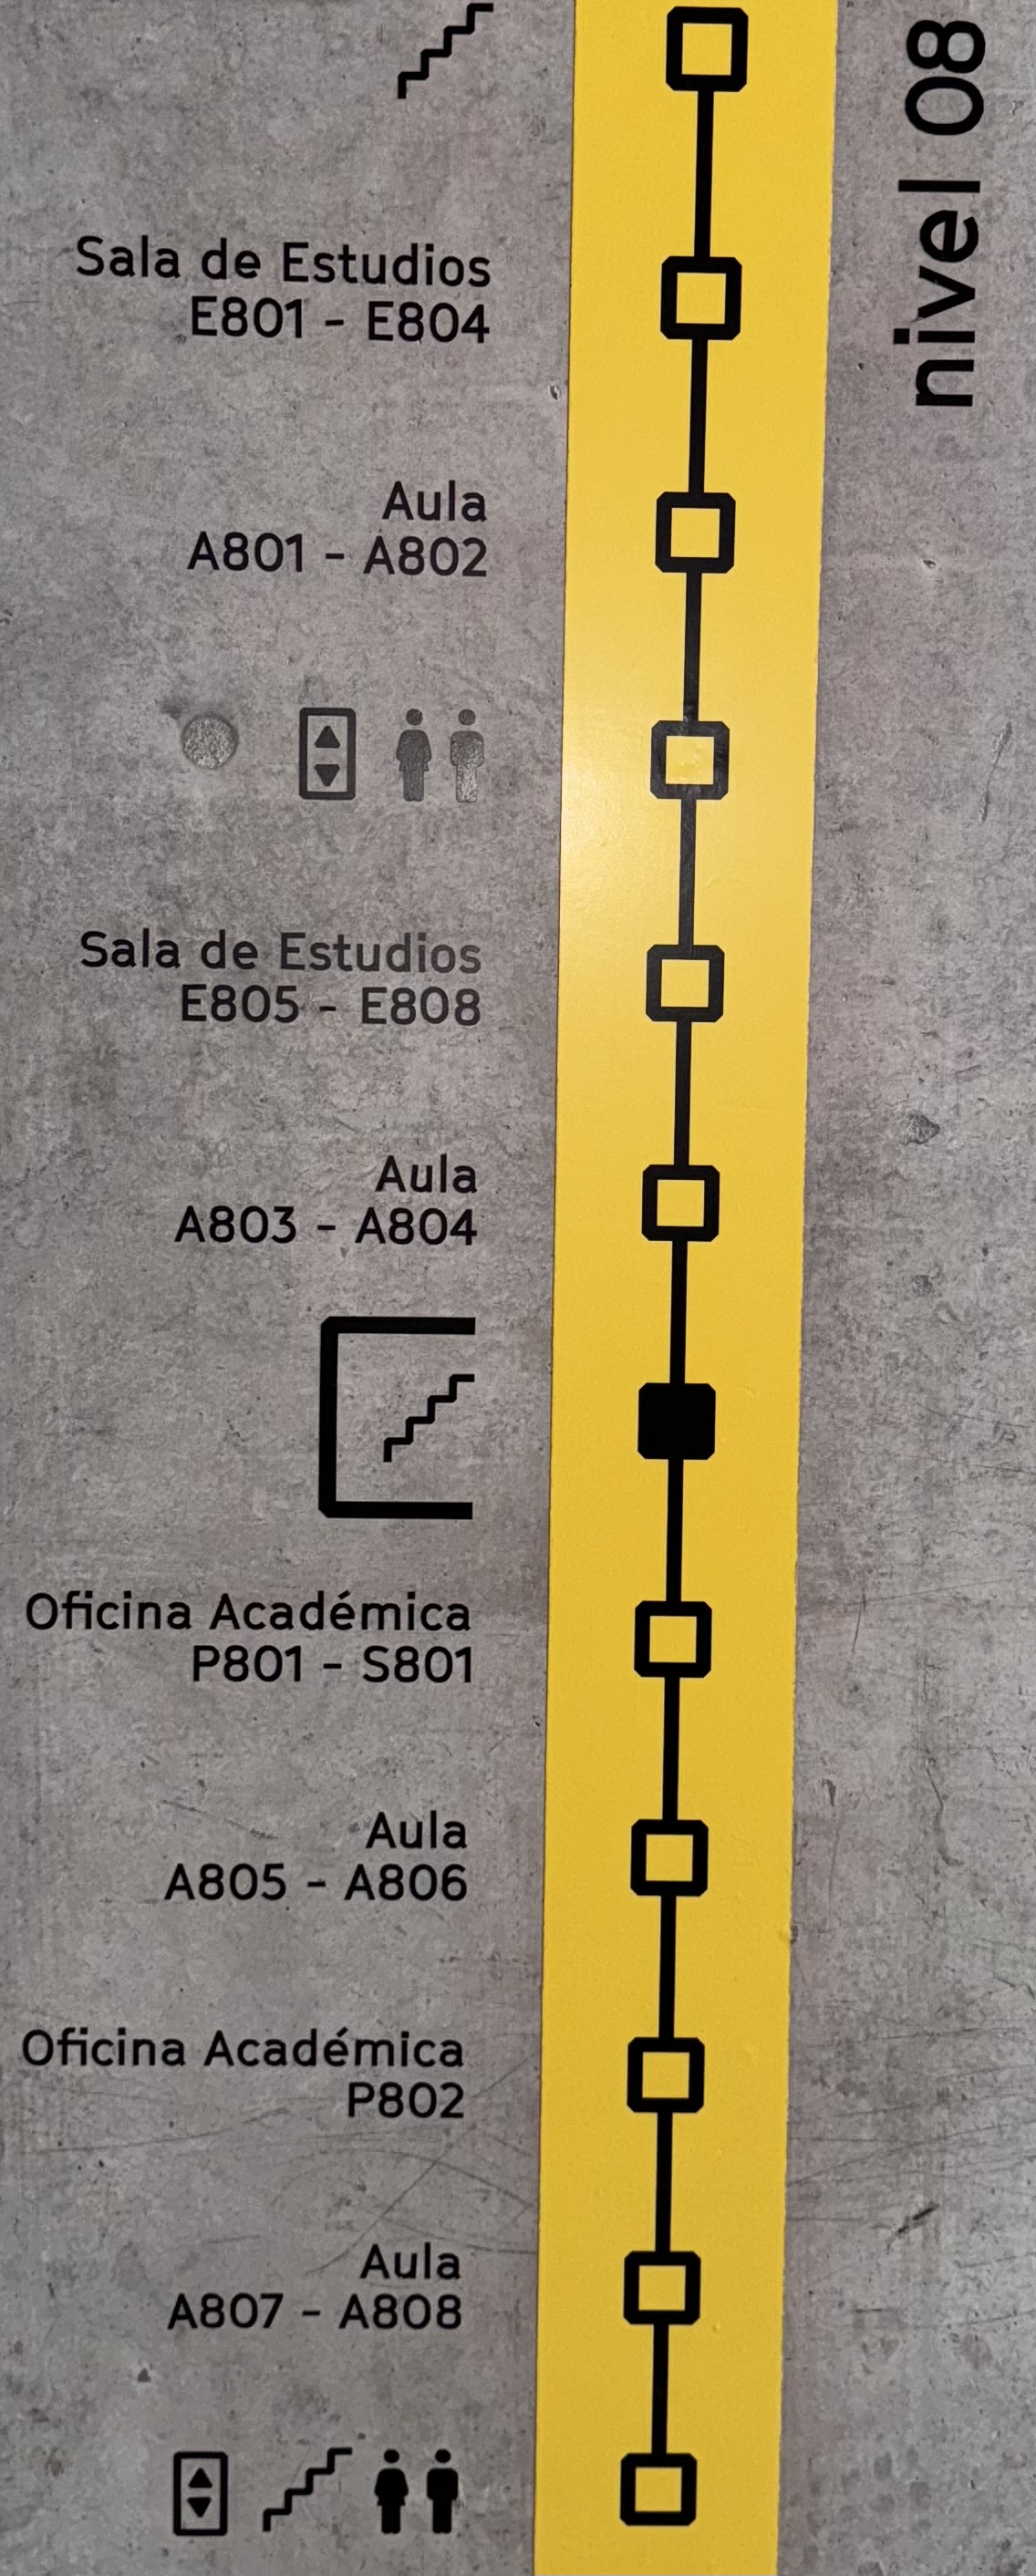 nivel 08
Sala de Estudios
E801 - E804
Aula
A801 - A802
Sala de Estudios
E805 - E808
Aula
A803 - A804
Oficina Académica
P801 - S801
Aula
A805 - A806
Oficina Académica
P802
Aula
A807 - A808